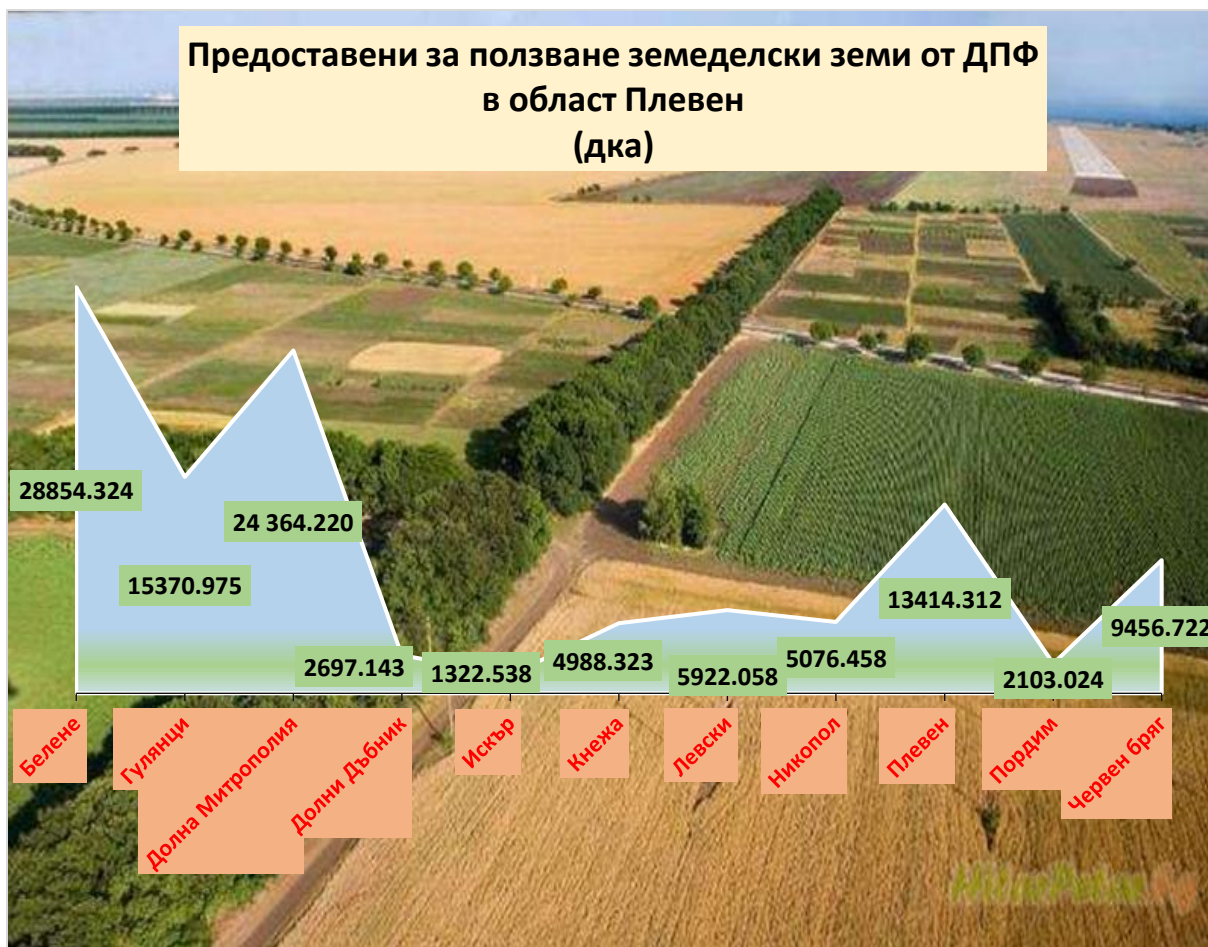 Предоставени за ползване земеделски земи от ДПФ
в област Плевен
(дка)
28854.324
15370.975
24 364.220
2697.143
1322.538
4988.323
5922.058
5076.458
13414.312
2103.024
9456.722
Белене
Гулянци
Долна Митрополия
Долни Дъбник
Искър
Кнежа
Левски
Никопол
Плевен
Пордим
Червен бряг
HitarPetar.bg